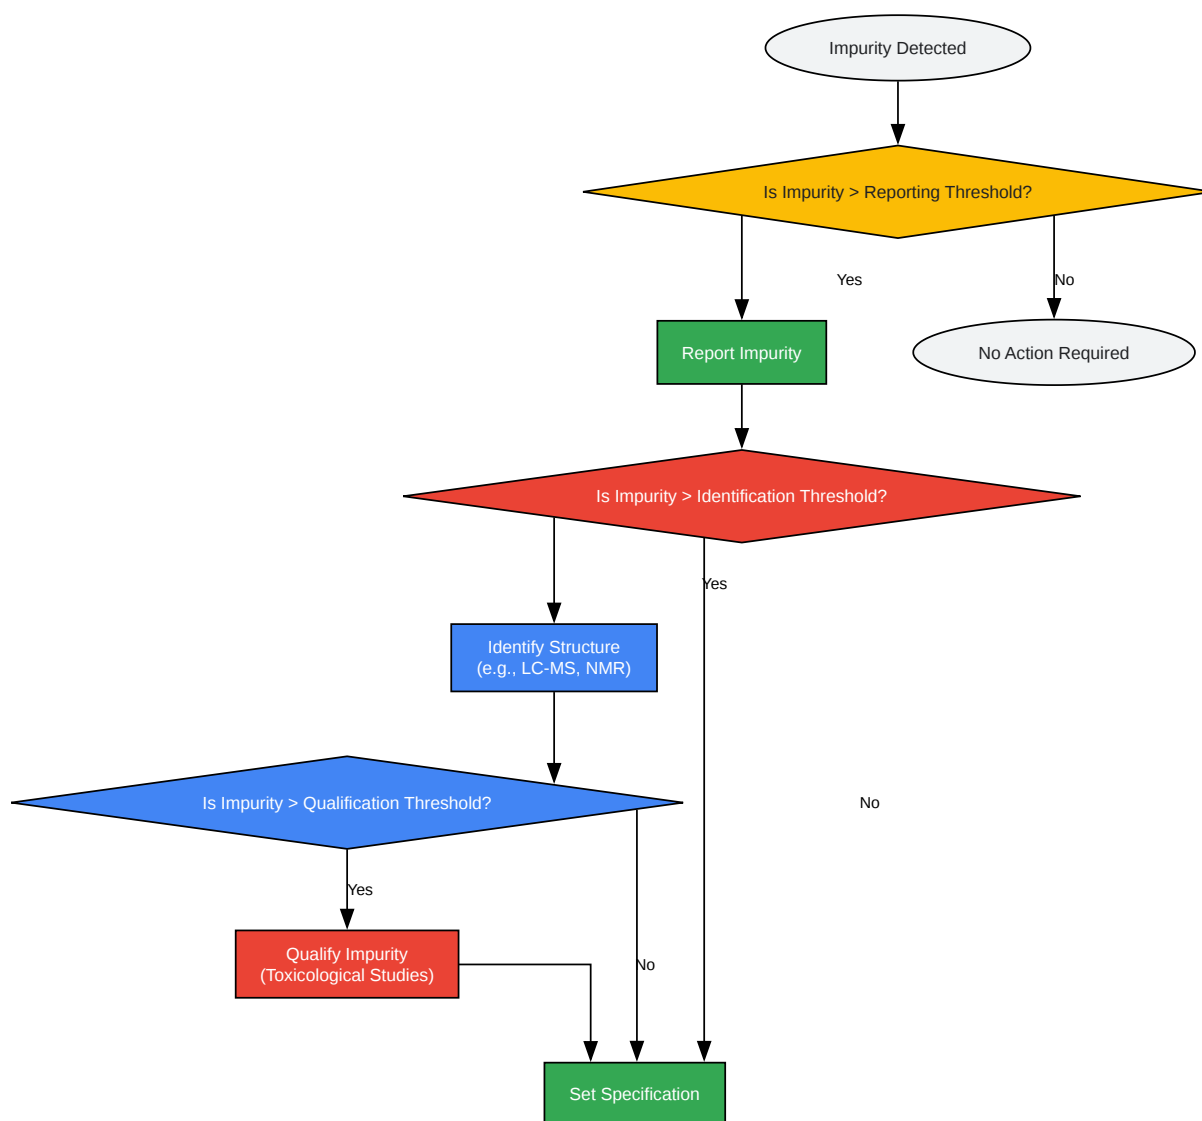 Impurity Detected
Is Impurity > Reporting Threshold?
Yes
No
Report Impurity
No Action Required
Is Impurity > Identification Threshold?
Yes
Identify Structure
(e.g., LC-MS, NMR)
Is Impurity > Qualification Threshold?
No
Yes
Qualify Impurity
(Toxicological Studies)
No
Set Specification